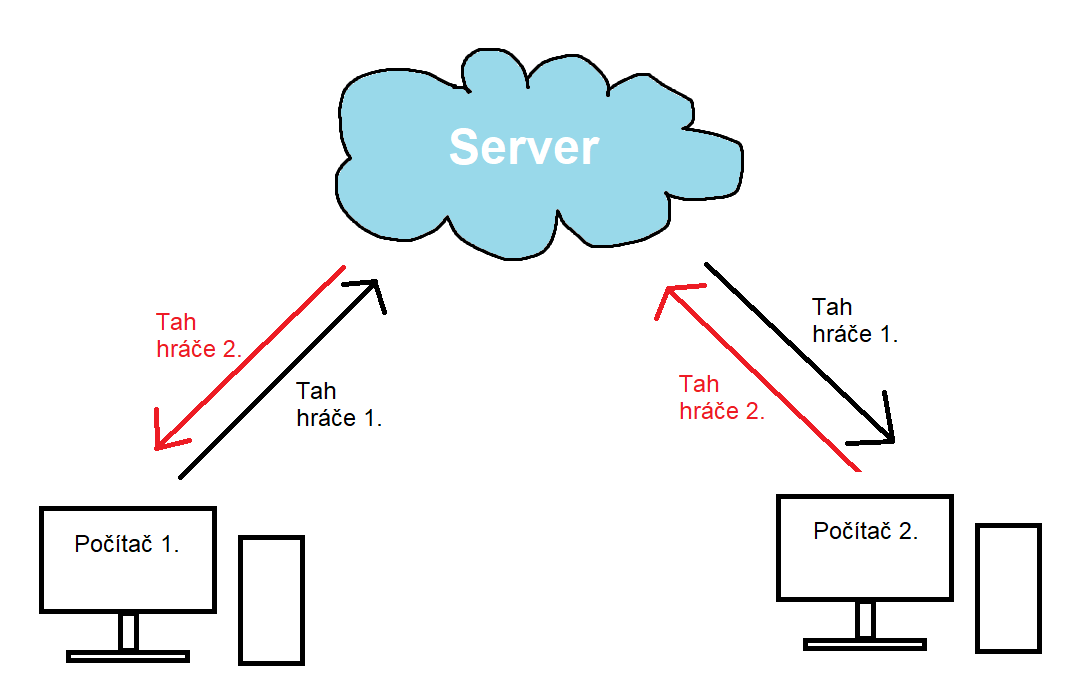 Server
Tah
hráče 2.
Tah
hráče 1.
Tah
hráče 1.
Tah
hráče 2.
Počítač 1.
Počítač 2.